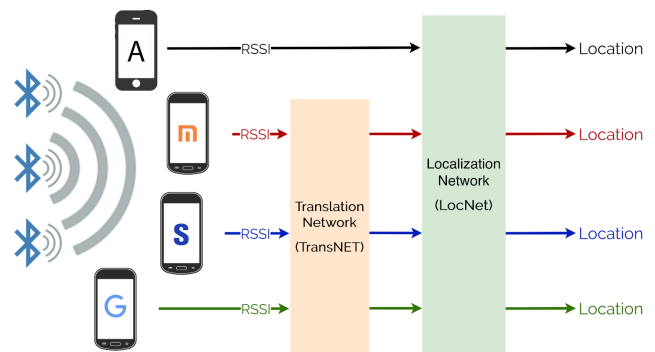 A
RSSI
Location
m
RSSI
Location
Localization
Network
(LocNet)
Translation
Network
(TransNET)
S
RSSI
Location
G
RSSI
Location